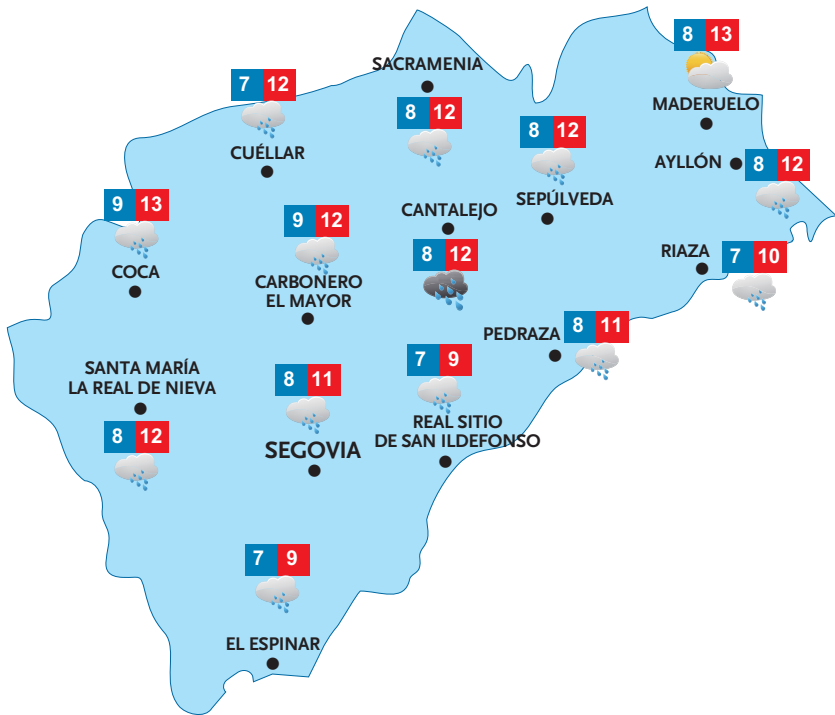 8 13
SACRAMENIA
7 12
MADERUELO
8 12
CUÉLLAR
8 12
AYLLÓN
8 12
9 13
SEPÚLVEDA
CANTALEJO
9 12
COCA
8 12
RIAZA
7 10
CARBONERO
EL MAYOR
PEDRAZA
8 11
SANTA MARÍA
LA REAL DE NIEVA
8 11
7 9
REAL SITIO
DE SAN ILDEFONSO
8 12
SEGOVIA
7 9
EL ESPINAR